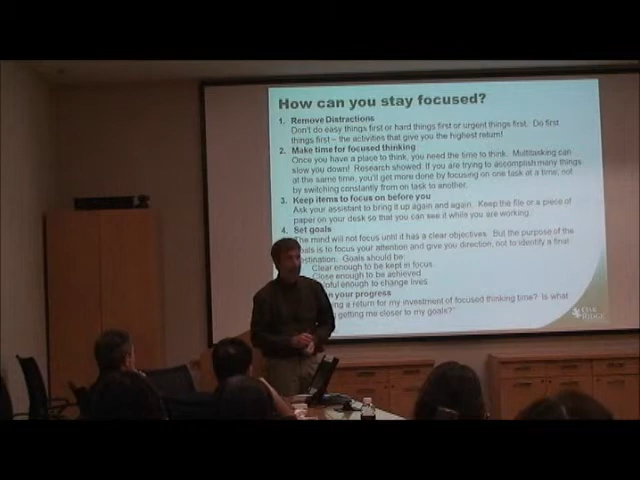 How can you stay focused?
1. Remove Distractions
Don't do easy things first or hard things first or urgent things first. Do first
things first – the activities that give you the highest return!
2. Make time for focused thinking
Once you have a place to think, you need the time to think. Multitasking can
slow you down! Research showed. If you are trying to accomplish many things
at the same time, you'll get more done by focusing on one task at a time, not
by switching constantly from on task to another.
3. Keep items to focus on before you
Ask your assistant to bring it up again and again. Keep the file or a piece of
paper on your desk so that you can see it while you are working.
4. Set goals
The mind will not focus until it has a clear objectives. But the purpose of the
goals is to focus your attention and give you direction, not to identify a final
destination. Goals should be:
Clear enough to be kept in focus
Close enough to be achieved
enough to change lives
your progress
a return for my investment of focused thinking time? Is what
getting me closer to my goals?"
OAK RIDGE